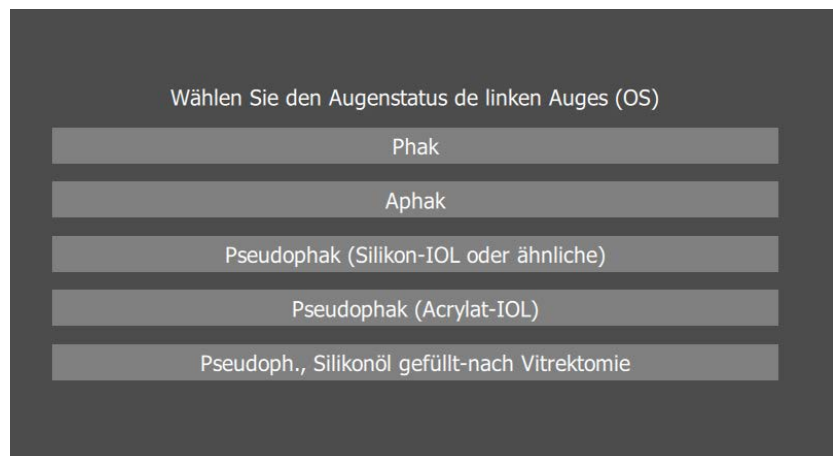 Wählen Sie den Augenstatus de linken Auges (OS)
Phak
Aphak
Pseudophak (Silikon-IOL oder ähnliche)
Pseudophak (Acrylat-IOL)
Pseudoph., Silikonöl gefüllt-nach Vitrektomie